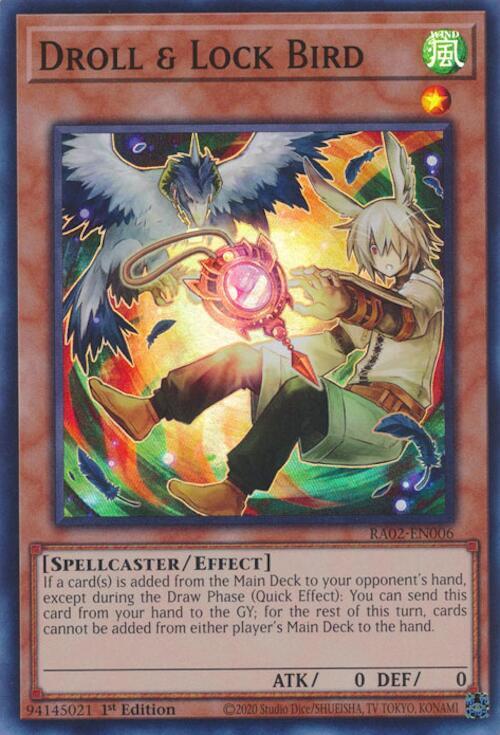 DROLL & LOCK BIRD
WIND
風
RA02-EN006
[SPELLCASTER/EFFECT]
If a card(s) is added from the Main Deck to your opponent's hand,
except during the Draw Phase (Quick Effect): You can send this
card from your hand to the GY; for the rest of this turn, cards
cannot be added from either player's Main Deck to the hand.
ATK/ 0 DEF/ 0
94145021 1st Edition ©2020 Studio Dice/SHUEISHA, TV TOKYO, KONAMI